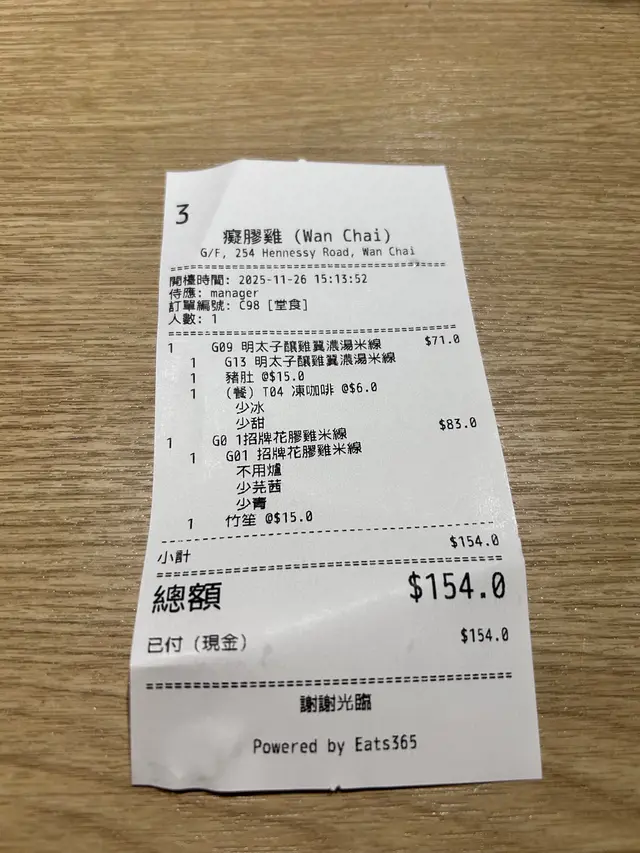 3
癡膠雞 (Wan Chai)
G/F, 254 Hennessy Road, Wan Chai
開檯時間: 2025-11-26 15:13:52
侍應: manager
訂單編號: C98 [堂食]
人數: 1
1 G09 明太子釀雞翼濃湯米線 $71.0
1 G13 明太子釀雞翼濃湯米線
1 豬肚 @$15.0
1 (餐) T04 凍咖啡 @$6.0
少冰
少甜
1 G0 1招牌花膠雞米線 $83.0
1 G01 招牌花膠雞米線
不用爐
少芫茜
少青
1 竹笙 @$15.0
小計 $154.0
總額 $154.0
已付 (現金) $154.0
謝謝光臨
Powered by Eats365